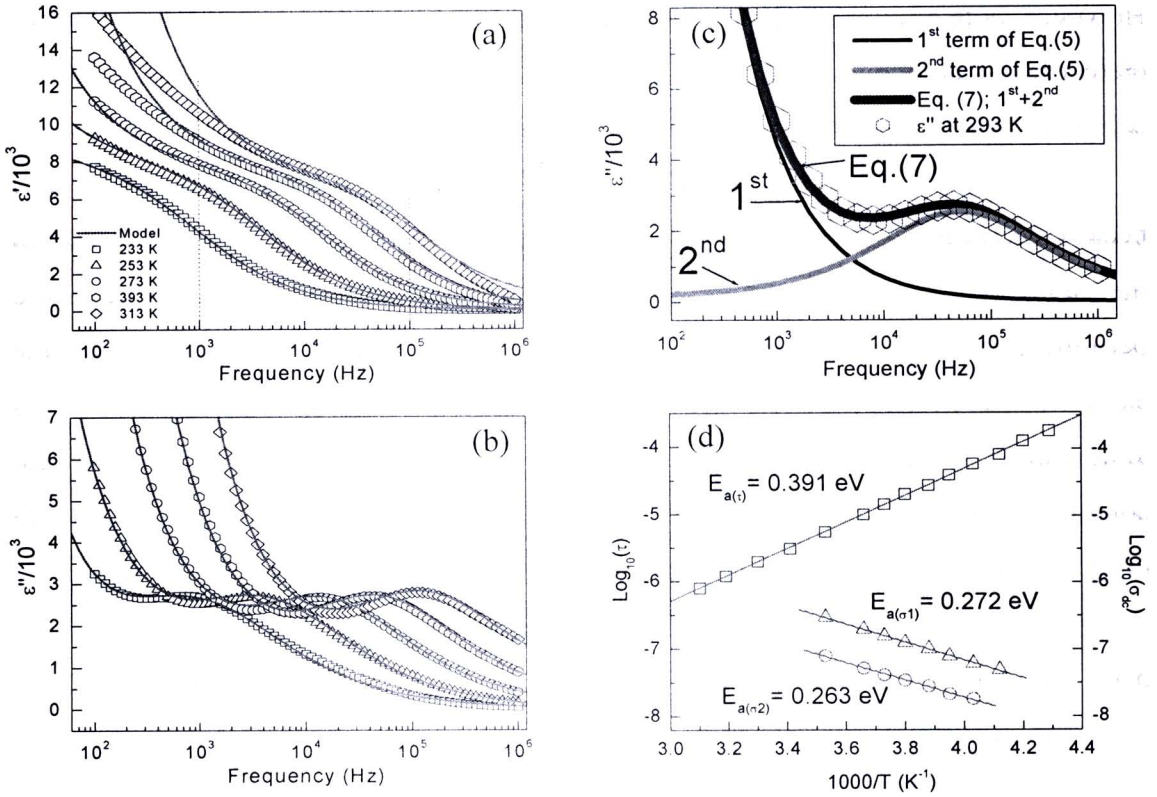 (a)
16
14
12
10
8
6
4
2
0
ε'/10³
Model
233 K
253 K
273 K
393 K
313 K
10² 10³ 10⁴ 10⁵ 10⁶
Frequency (Hz)
(c)
8
6
4
2
0
ε''/10³
1ˢᵗ term of Eq.(5)
2ⁿᵈ term of Eq.(5)
Eq. (7); 1ˢᵗ+2ⁿᵈ
ε'' at 293 K
Eq.(7)
1ˢᵗ
2ⁿᵈ
10² 10³ 10⁴ 10⁵ 10⁶
Frequency (Hz)
(b)
7
6
5
4
3
2
1
0
ε''/10³
10² 10³ 10⁴ 10⁵ 10⁶
Frequency (Hz)
(d)
-4
-5
-6
-7
-8
Log₁₀(τ)
Eₐ(τ) = 0.391 eV
Eₐ(σ1) = 0.272 eV
Eₐ(σ2) = 0.263 eV
-4
-5
-6
-7
-8
Log₁₀(σdc)
3.0 3.2 3.4 3.6 3.8 4.0 4.2 4.4
1000/T (K⁻¹)